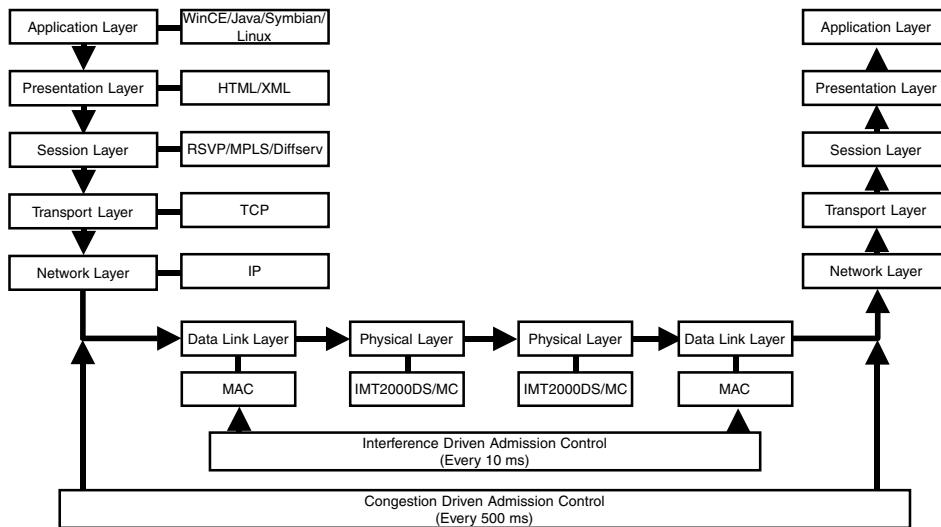 Application Layer
WinCE/Java/Symbian/
Linux
Application Layer
Presentation Layer
HTML/XML
Presentation Layer
Session Layer
RSVP/MPLS/Diffserv
Session Layer
Transport Layer
TCP
Transport Layer
Network Layer
IP
Network Layer
Data Link Layer
Physical Layer
Physical Layer
Data Link Layer
MAC
IMT2000DS/MC
IMT2000DS/MC
MAC
Interference Driven Admission Control
(Every 10 ms)
Congestion Driven Admission Control
(Every 500 ms)